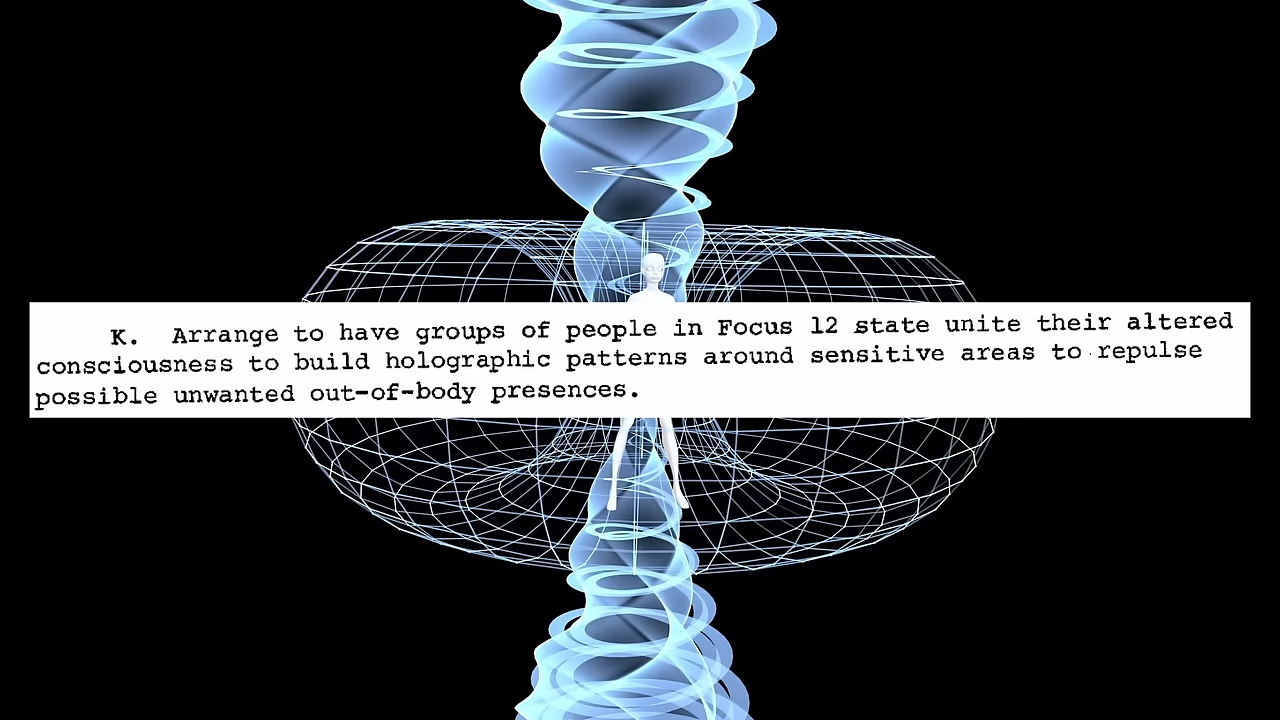 K. Arrange to have groups of people in Focus 12 state unite their altered
consciousness to build holographic patterns around sensitive areas to repulse
possible unwanted out-of-body presences.